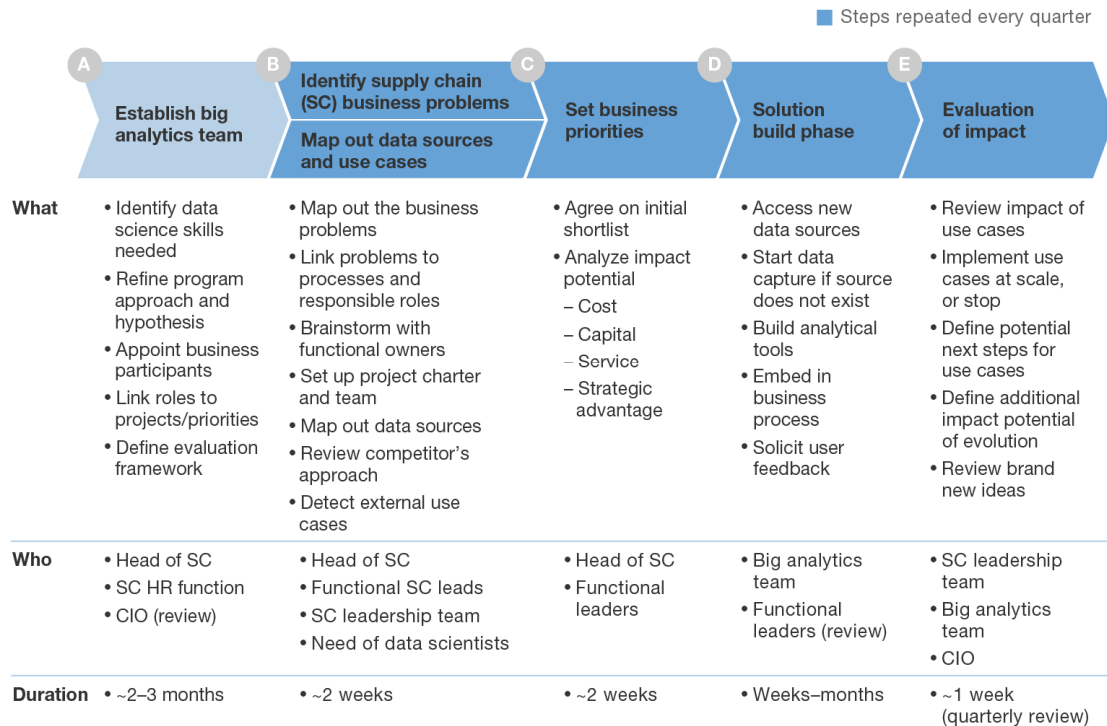 Steps repeated every quarter
A
B
C
D
E
Establish big
analytics team
Identify supply chain
(SC) business problems
Map out data sources
and use cases
Set business
priorities
Solution
build phase
Evaluation
of impact
What
• Identify data
science skills
needed
• Refine program
approach and
hypothesis
• Appoint business
participants
• Link roles to
projects/priorities
• Define evaluation
framework
• Map out the business
problems
• Link problems to
processes and
responsible roles
• Brainstorm with
functional owners
• Set up project charter
and team
• Map out data sources
• Review competitor’s
approach
• Detect external use
cases
• Agree on initial
shortlist
• Analyze impact
potential
– Cost
– Capital
– Service
– Strategic
advantage
• Access new
data sources
• Start data
capture if source
does not exist
• Build analytical
tools
• Embed in
business
process
• Solicit user
feedback
• Review impact of
use cases
• Implement use
cases at scale,
or stop
• Define potential
next steps for
use cases
• Define additional
impact potential
of evolution
• Review brand
new ideas
Who
• Head of SC
• SC HR function
• CIO (review)
• Head of SC
• Functional SC leads
• SC leadership team
• Need of data scientists
• Head of SC
• Functional
leaders
• Big analytics
team
• Functional
leaders (review)
• SC leadership
team
• Big analytics
team
• CIO
Duration
• ~2–3 months
• ~2 weeks
• ~2 weeks
• Weeks–months
• ~1 week
(quarterly review)